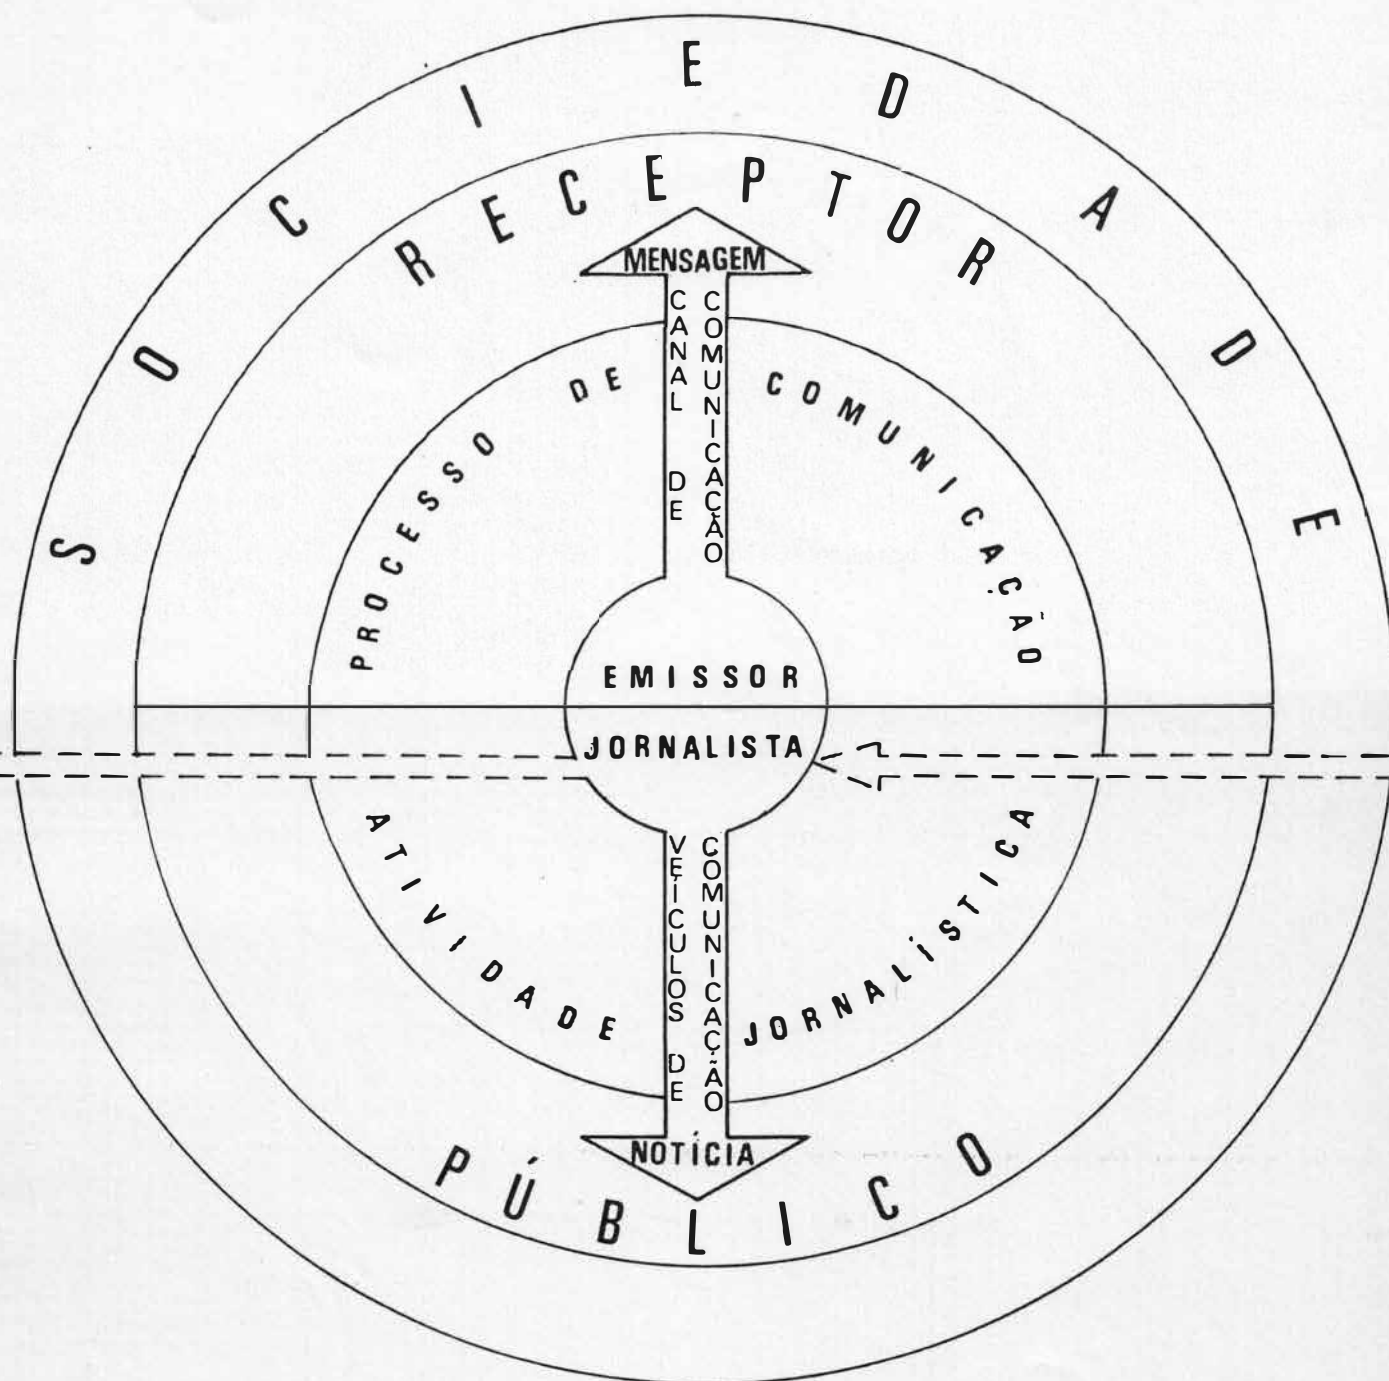 SOCIEDADE
RECEPTOR
MENSAGEM
CANAL DE COMUNICAÇÃO
PROCESSO DE COMUNICAÇÃO
EMISSOR
JORNALISTA
ATIVIDADE JORNALÍSTICA
VEÍCULOS DE COMUNICAÇÃO
NOTÍCIA
PÚBLICO